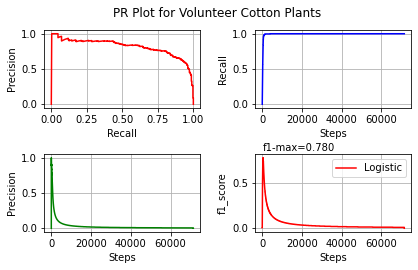 PR Plot for Volunteer Cotton Plants
1.0
0.5
0.0
Precision
0.00 0.25 0.50 0.75 1.00
Recall
1.0
0.5
0.0
Recall
0 20000 40000 60000
Steps
1.0
0.5
0.0
Precision
0 20000 40000 60000
Steps
f1-max=0.780
0.5
0.0
f1_score
Logistic
0 20000 40000 60000
Steps